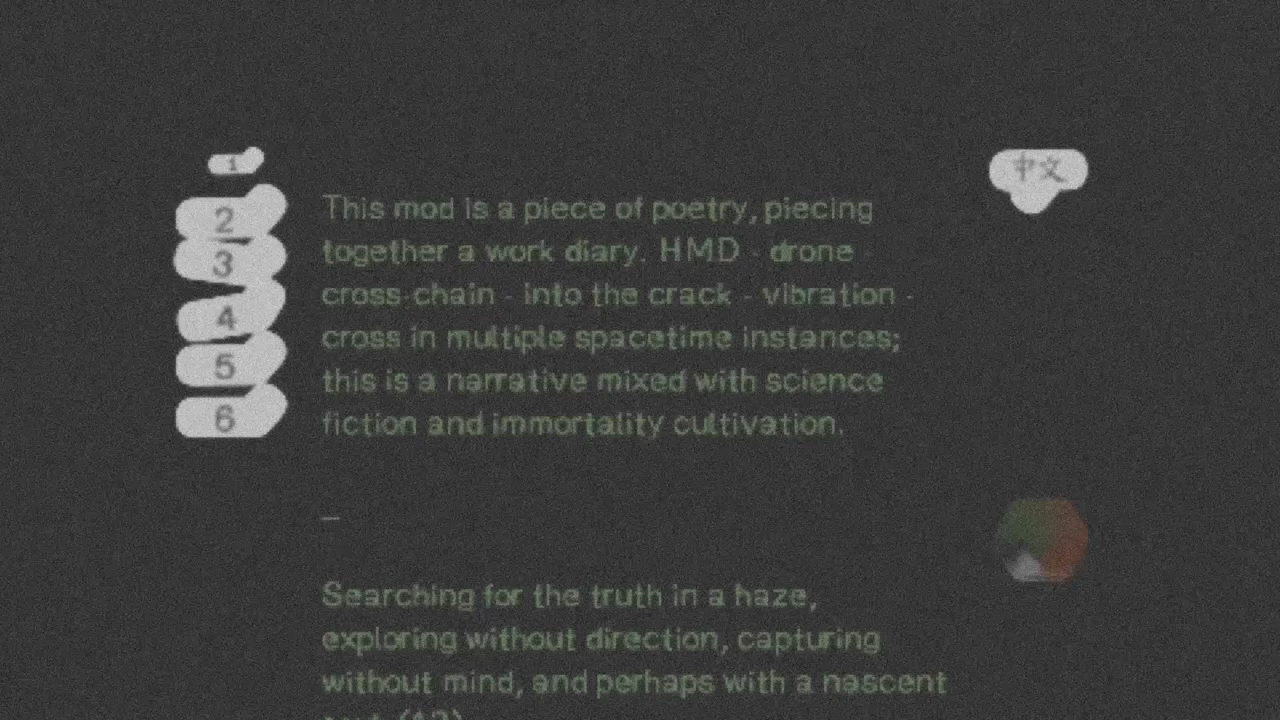 1
中文
2
This mod is a piece of poetry, piecing
3
together a work diary. HMD - drone -
4
cross-chain - into the crack - vibration -
cross in multiple spacetime instances;
5
this is a narrative mixed with science
6
fiction and immortality cultivation.
—
Searching for the truth in a haze,
exploring without direction, capturing
without mind, and perhaps with a nascent